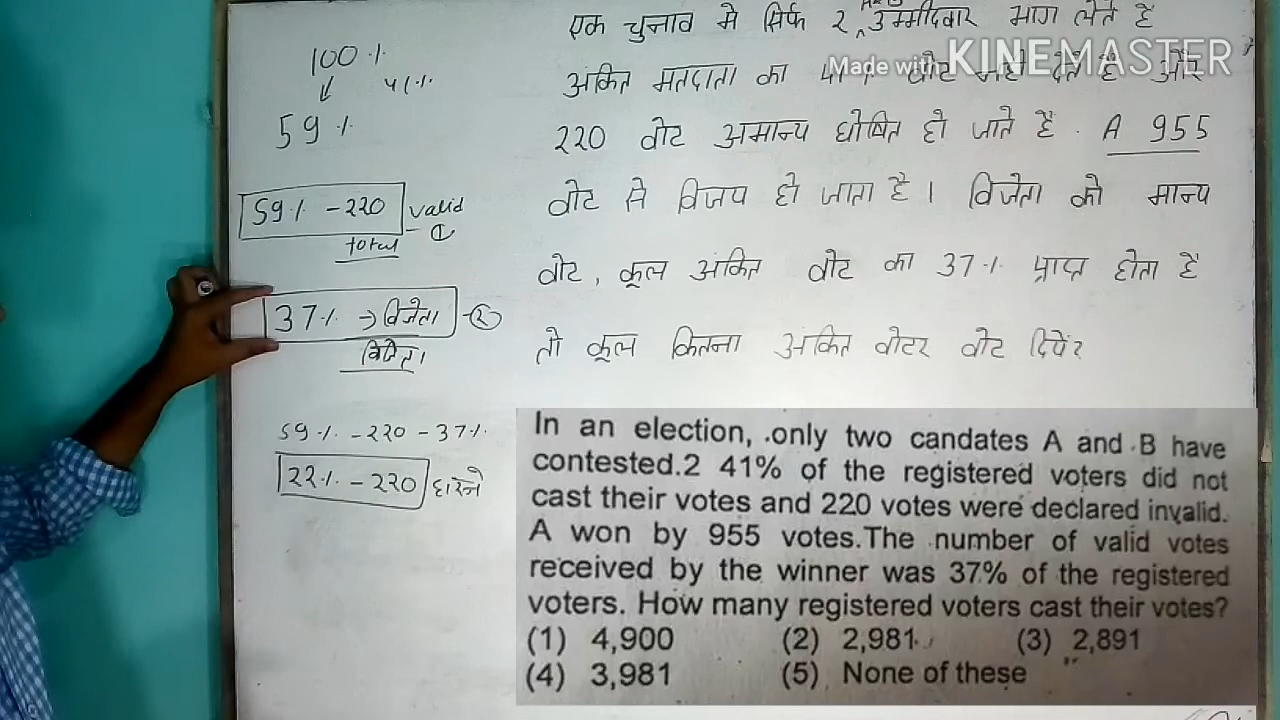 100 %
41 %
59 %
59 % - 220 valid
total - 1
37 % → विजेता - 2
59 % - 220 - 37 %
22 % - 220 हारने
एक चुनाव मे सिर्फ २ उम्मीदवार भाग लेते है
Made with KINEMASTER
अंकित मतदाता का वोट नही देते है और
220 वोट अमान्य घोषित हो जाते है . A 955
वोट से विजय हो जाता है । विजेता को मान्य
वोट , कूल अंकित वोट का 37 % प्राप्त होता है
तो कूल कितना अंकित वोटर वोट दिये ?
In an election, .only two candates A and B have
contested.2 41% of the registered voters did not
cast their votes and 220 votes were declared invalid.
A won by 955 votes.The number of valid votes
received by the winner was 37% of the registered
voters. How many registered voters cast their votes?
(1) 4,900 (2) 2,981 (3) 2,891
(4) 3,981 (5) None of these